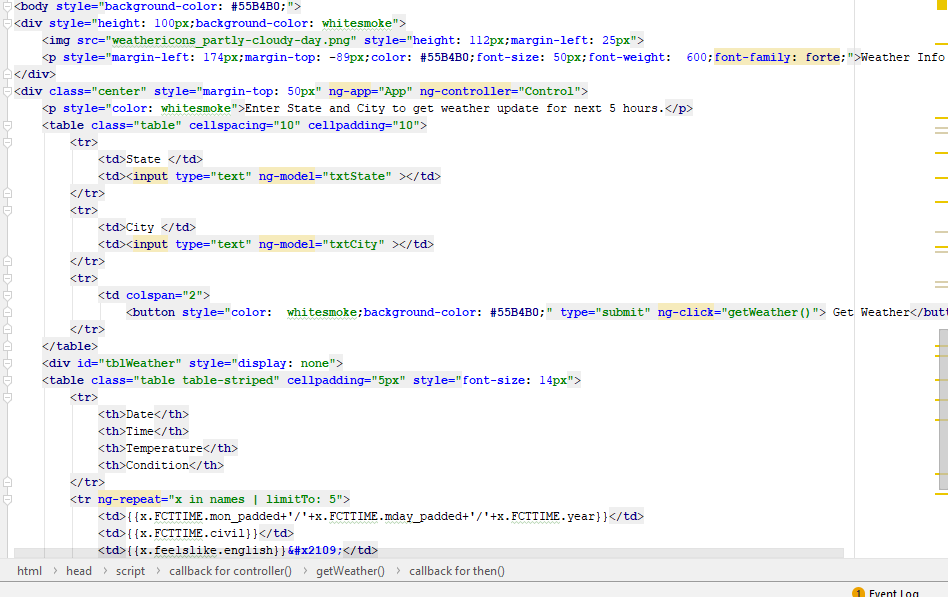 <body style="background-color: #55B4B0;">
<div style="height: 100px;background-color: whitesmoke">
<img src="weathericons_partly-cloudy-day.png" style="height: 112px;margin-left: 25px">
<p style="margin-left: 174px;margin-top: -89px;color: #55B4B0;font-size: 50px;font-weight:  600;font-family: forte;">Weather Info
</div>
<div class="center" style="margin-top: 50px" ng-app="App" ng-controller="Control">
<p style="color: whitesmoke">Enter State and City to get weather update for next 5 hours.</p>
<table class="table" cellspacing="10" cellpadding="10">
<tr>
<td>State </td>
<td><input type="text" ng-model="txtState" ></td>
</tr>
<tr>
<td>City </td>
<td><input type="text" ng-model="txtCity" ></td>
</tr>
<tr>
<td colspan="2">
<button style="color:  whitesmoke;background-color: #55B4B0;" type="submit" ng-click="getWeather()"> Get Weather</butt
</tr>
</table>
<div id="tblWeather" style="display: none">
<table class="table table-striped" cellpadding="5px" style="font-size: 14px">
<tr>
<th>Date</th>
<th>Time</th>
<th>Temperature</th>
<th>Condition</th>
</tr>
<tr ng-repeat="x in names | limitTo: 5">
<td>{{x.FCTTIME.mon_padded+'/'+x.FCTTIME.mday_padded+'/'+x.FCTTIME.year}}</td>
<td>{{x.FCTTIME.civil}}</td>
<td>{{x.feelslike.english}}&#x2109;</td>
html › head › script › callback for controller() › getWeather() › callback for then()
1 Event Log